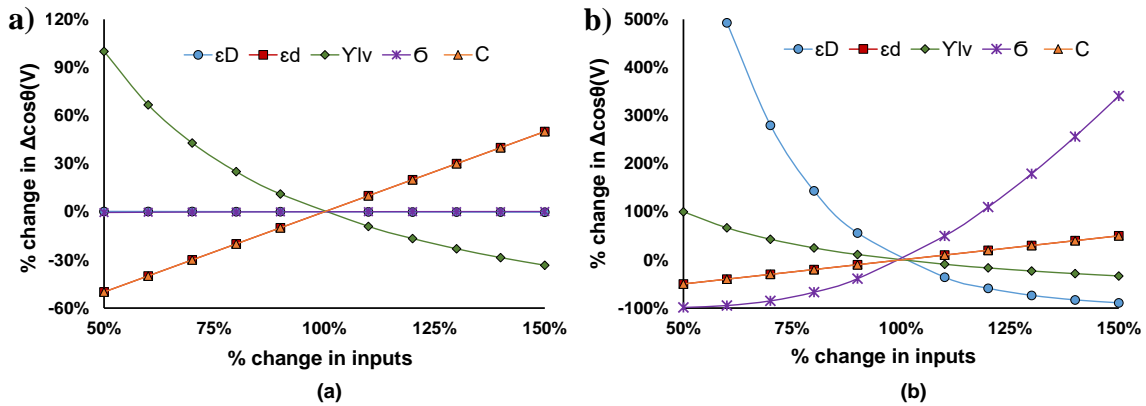 a)
120%
90%
60%
30%
0%
-30%
-60%
% change in Δcosθ(V)
εD εd ϒlv Ϭ C
50% 75% 100% 125% 150%
% change in inputs
(a)
b)
500%
400%
300%
200%
100%
0%
-100%
% change in Δcosθ(V)
εD εd ϒlv Ϭ C
50% 75% 100% 125% 150%
% change in inputs
(b)